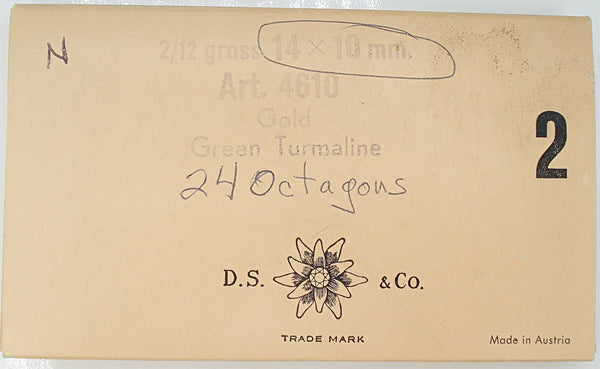 N
2/12 gross 14 × 10 mm.
Art. 4610
Gold
Green Turmaline
2
24 Octagons
D.S. & Co.
TRADE MARK
Made in Austria